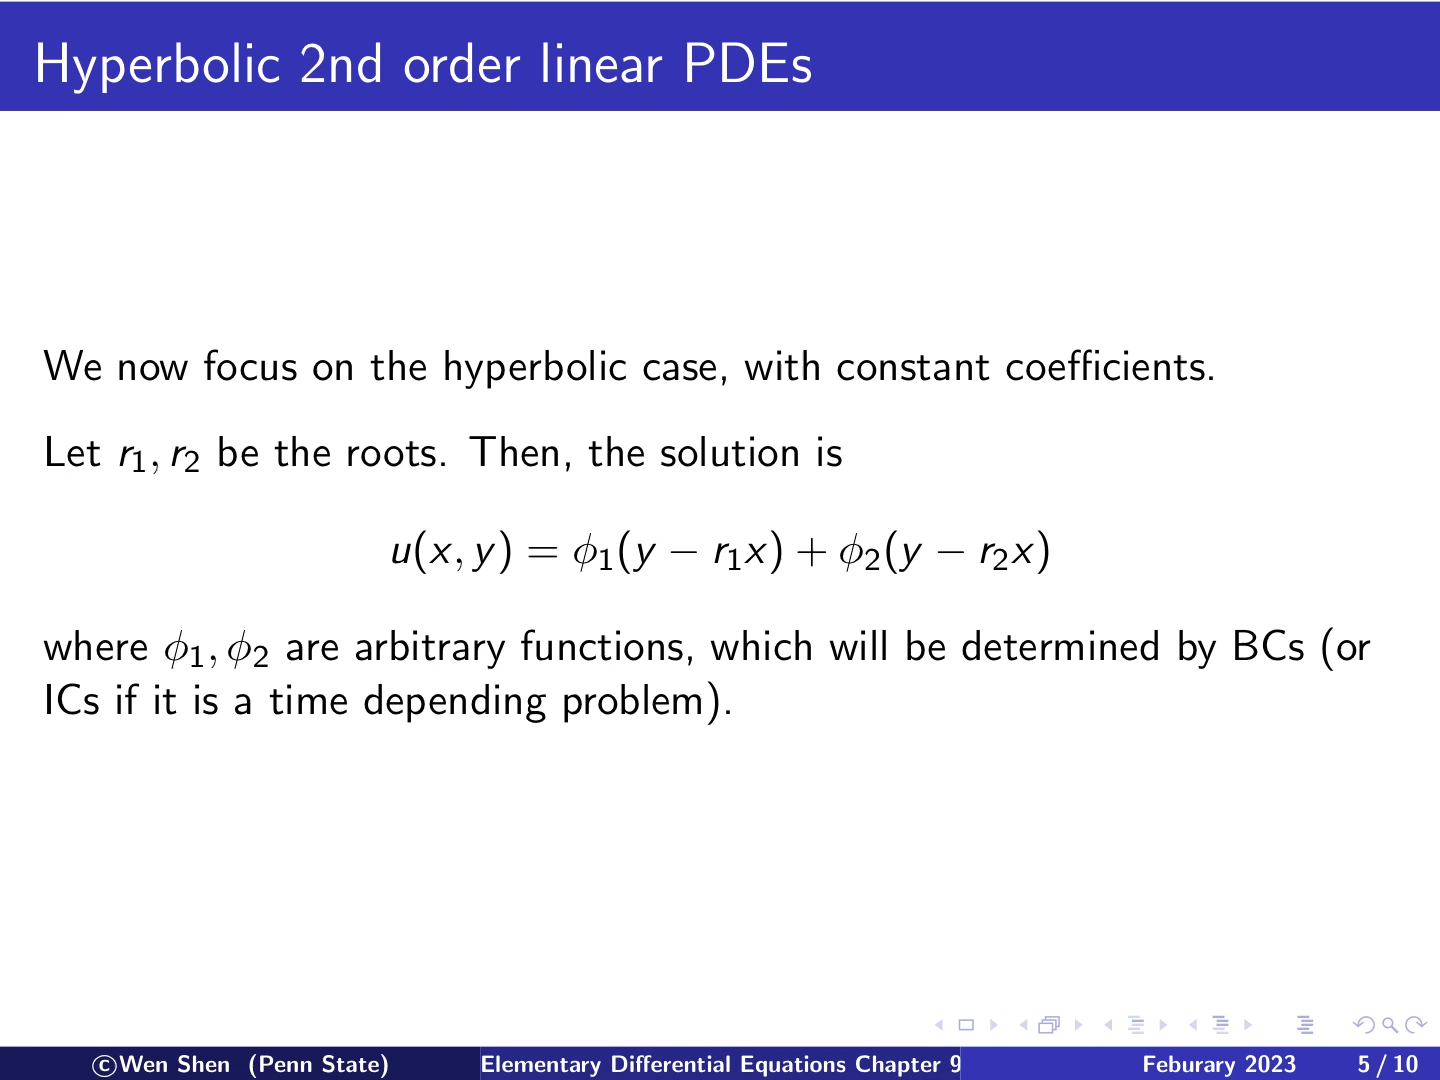 Hyperbolic 2nd order linear PDEs
We now focus on the hyperbolic case, with constant coefficients.
Let r₁, r₂ be the roots. Then, the solution is
u(x, y) = ϕ₁(y − r₁x) + ϕ₂(y − r₂x)
where ϕ₁, ϕ₂ are arbitrary functions, which will be determined by BCs (or
ICs if it is a time depending problem).
©Wen Shen (Penn State) Elementary Differential Equations Chapter 9 Feburary 2023 5 / 10